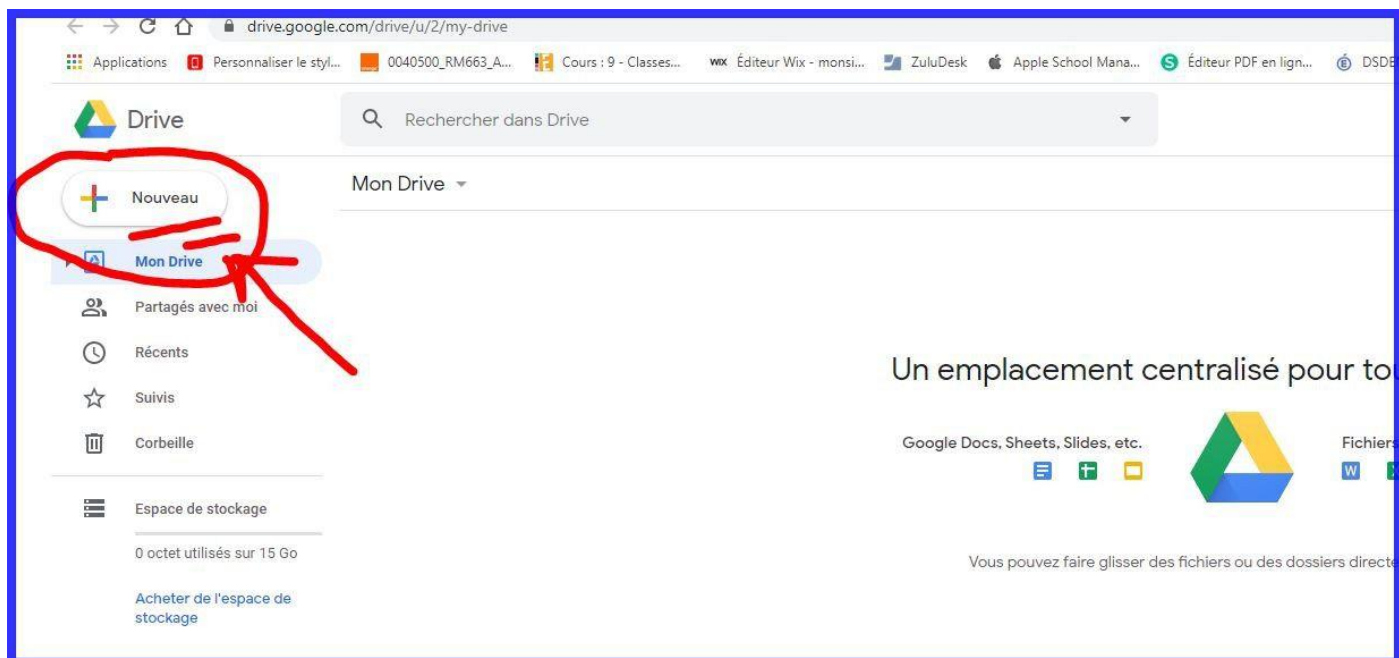 drive.google.com/drive/u/2/my-drive
Applications Personnaliser le styl... 0040500_RM663_A... Cours : 9 - Classes... WIX Éditeur Wix - monsi... ZuluDesk Apple School Mana... S Éditeur PDF en lign... É DSDE
Drive Rechercher dans Drive
Nouveau Mon Drive
Mon Drive
Partagés avec moi
Récents
Suivis
Corbeille
Espace de stockage
0 octet utilisés sur 15 Go
Acheter de l'espace de
stockage
Un emplacement centralisé pour tou
Google Docs, Sheets, Slides, etc. Fichiers
W X
Vous pouvez faire glisser des fichiers ou des dossiers directe